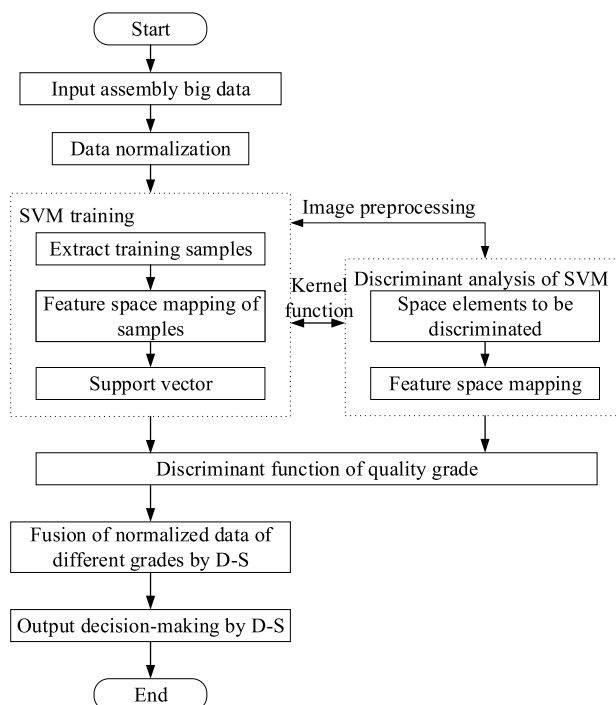 Start
Input assembly big data
Data normalization
SVM training
Extract training samples
Feature space mapping of
samples
Support vector
Image preprocessing
Kernel
function
Discriminant analysis of SVM
Space elements to be
discriminated
Feature space mapping
Discriminant function of quality grade
Fusion of normalized data of
different grades by D-S
Output decision-making by D-S
End